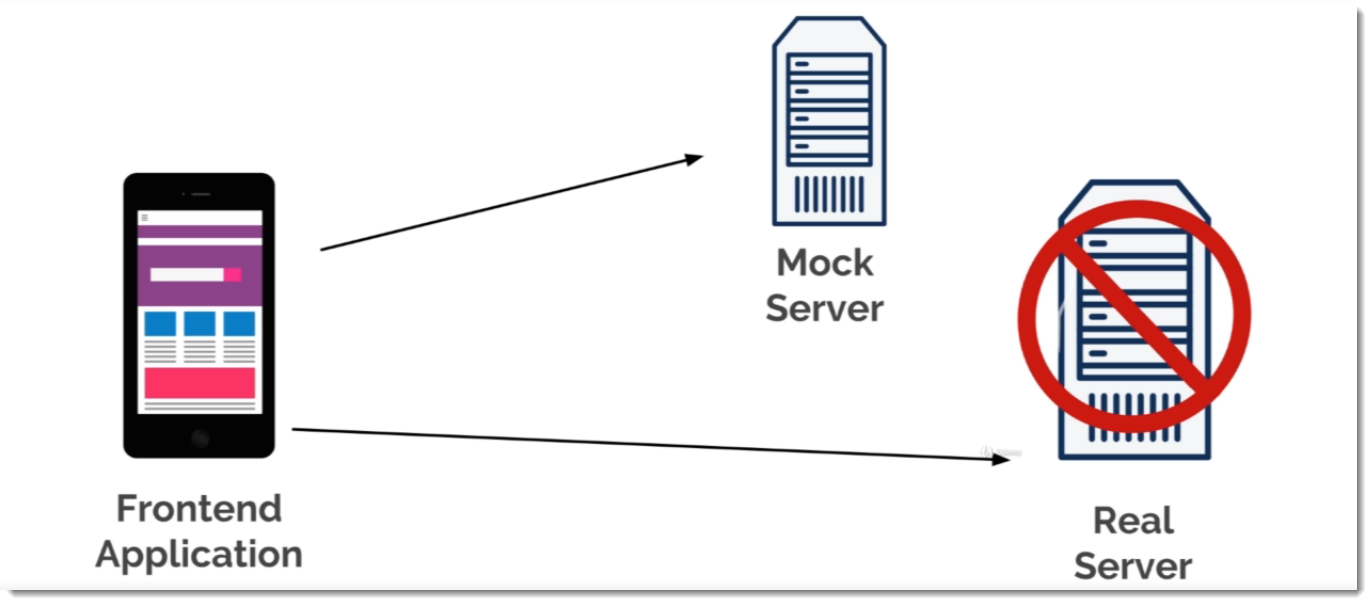 Mock
Server
Frontend
Application
Real
Server